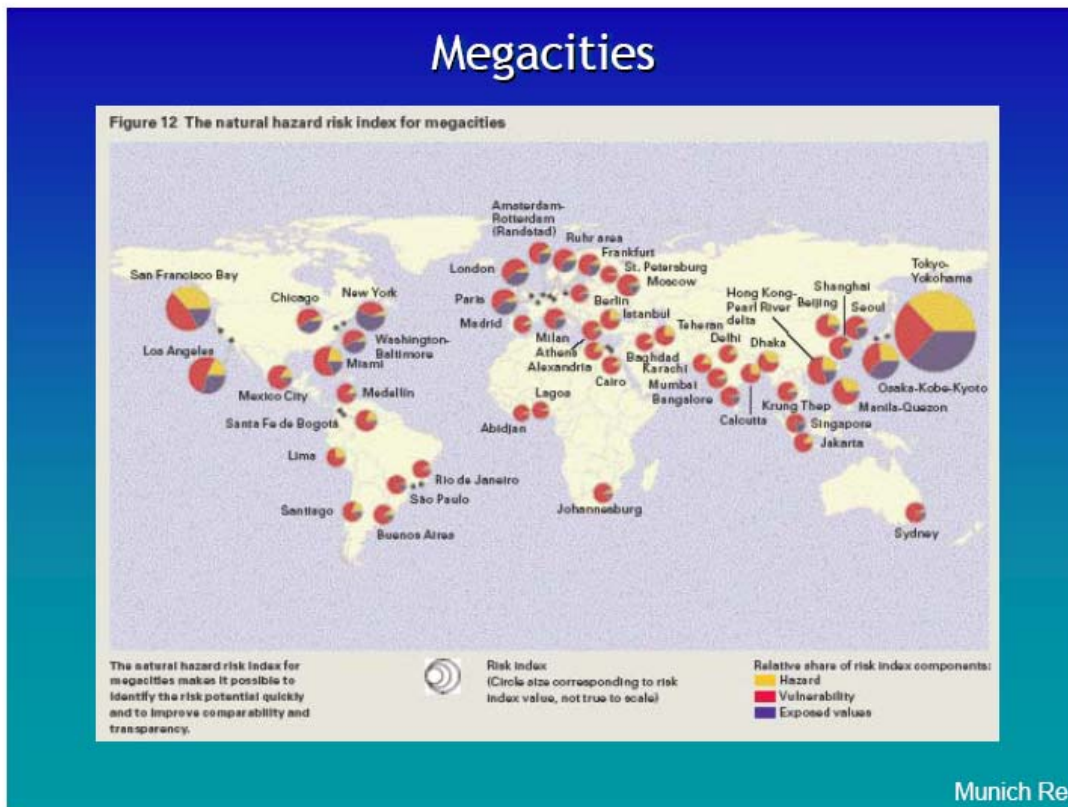 Megacities
Figure 12 The natural hazard risk index for megacities
Amsterdam-
Rotterdam
(Randstad)
Ruhr area
Frankfurt
St. Petersburg
Moscow
London
Paris
Berlin
Istanbul
Madrid
Milan
Athens
Alexandria
Cairo
Baghdad
Teheran
San Francisco Bay
Chicago
New York
Los Angeles
Washington-
Baltimore
Miami
Mexico City
Medellín
Santa Fe de Bogotá
Lima
Rio de Janeiro
São Paulo
Santiago
Buenos Aires
Lagos
Abidjan
Johannesburg
Karachi
Mumbai
Bangalore
Delhi
Dhaka
Calcutta
Hong Kong-
Pearl River
delta
Shanghai
Beijing
Seoul
Tokyo-
Yokohama
Osaka-Kobe-Kyoto
Manila-Quezon
Krung Thep
Singapore
Jakarta
Sydney
The natural hazard risk index for
megacities makes it possible to
identify the risk potential quickly
and to improve comparability and
transparency.
Risk index
(Circle size corresponding to risk
index value, not true to scale)
Relative share of risk index components:
Hazard
Vulnerability
Exposed values
Munich Re